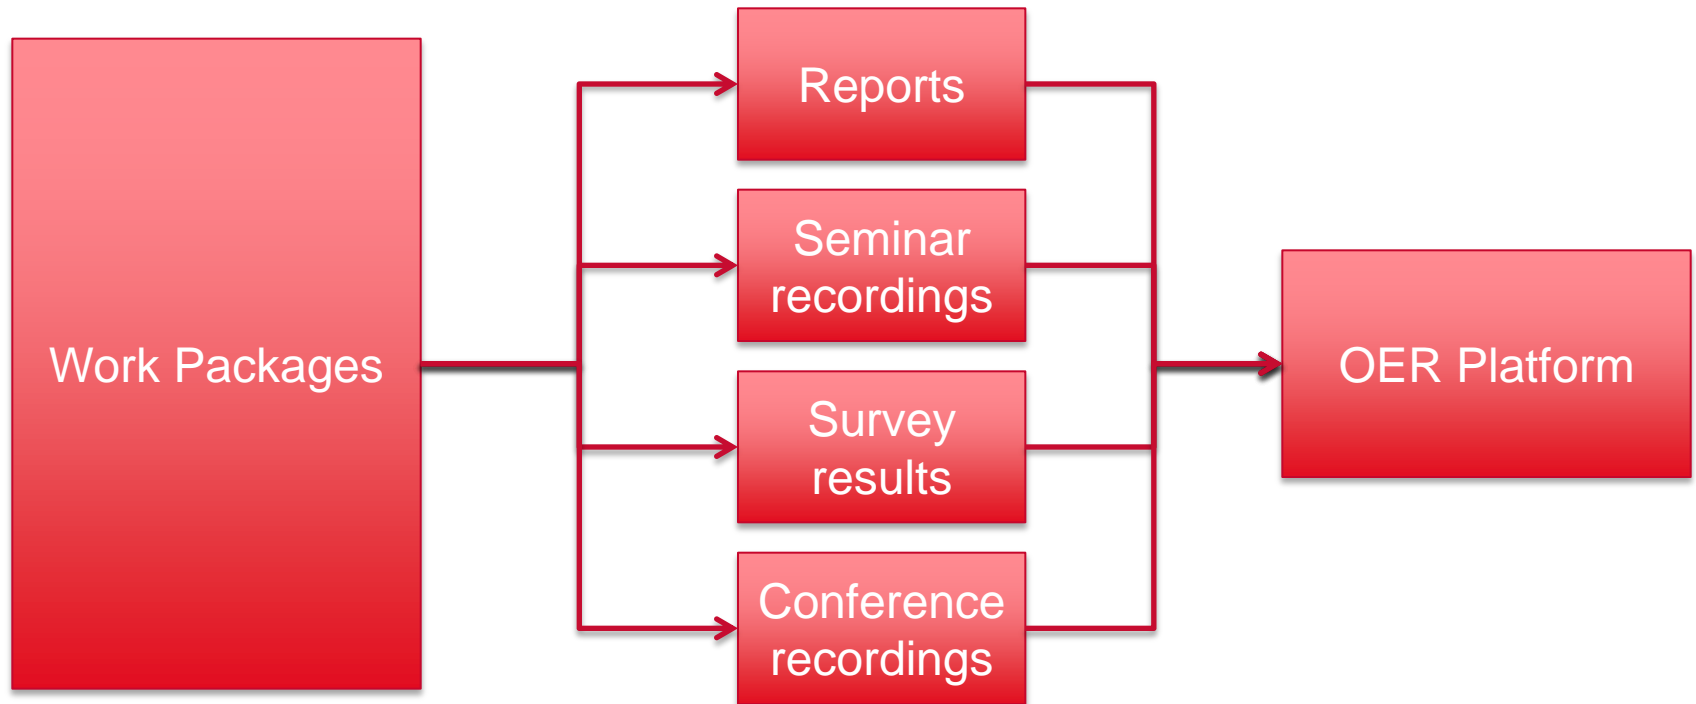 Work Packages
Reports
Seminar
recordings
Survey
results
Conference
recordings
OER Platform